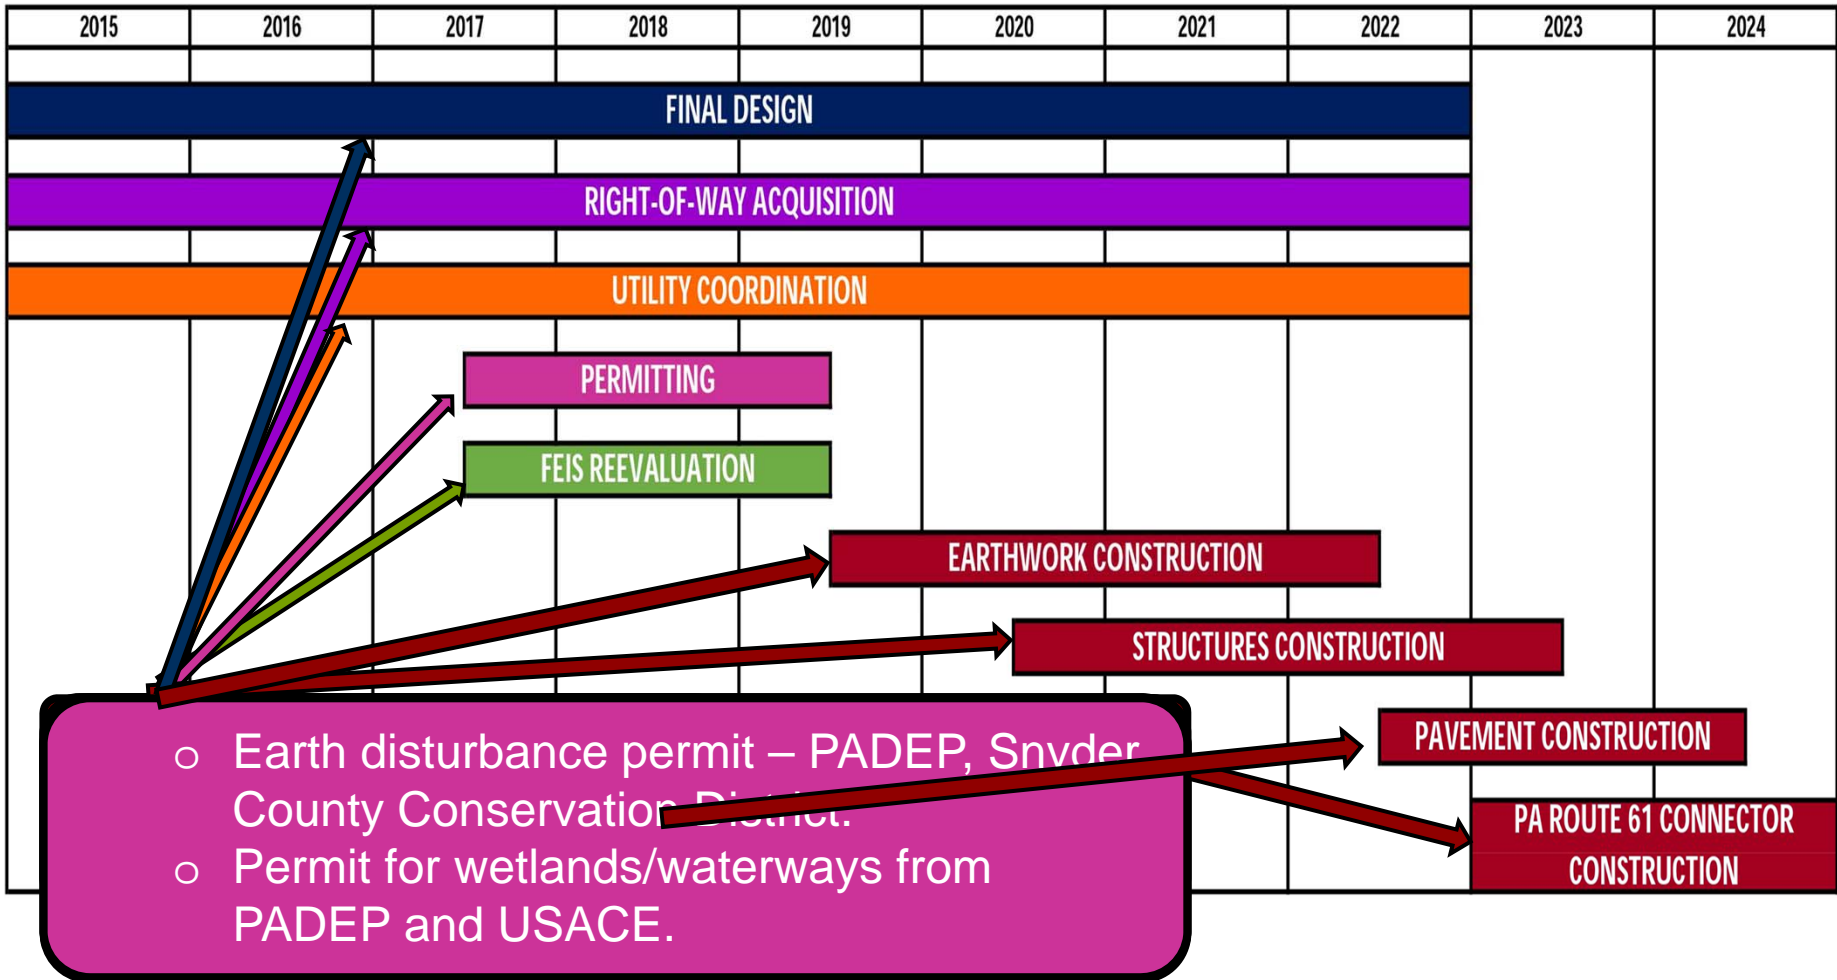 2015 2016 2017 2018 2019 2020 2021 2022 2023 2024
FINAL DESIGN
RIGHT-OF-WAY ACQUISITION
UTILITY COORDINATION
PERMITTING
FEIS REEVALUATION
EARTHWORK CONSTRUCTION
STRUCTURES CONSTRUCTION
PAVEMENT CONSTRUCTION
PA ROUTE 61 CONNECTOR
CONSTRUCTION
o Earth disturbance permit – PADEP, Snyder
County Conservation District.
o Permit for wetlands/waterways from
PADEP and USACE.